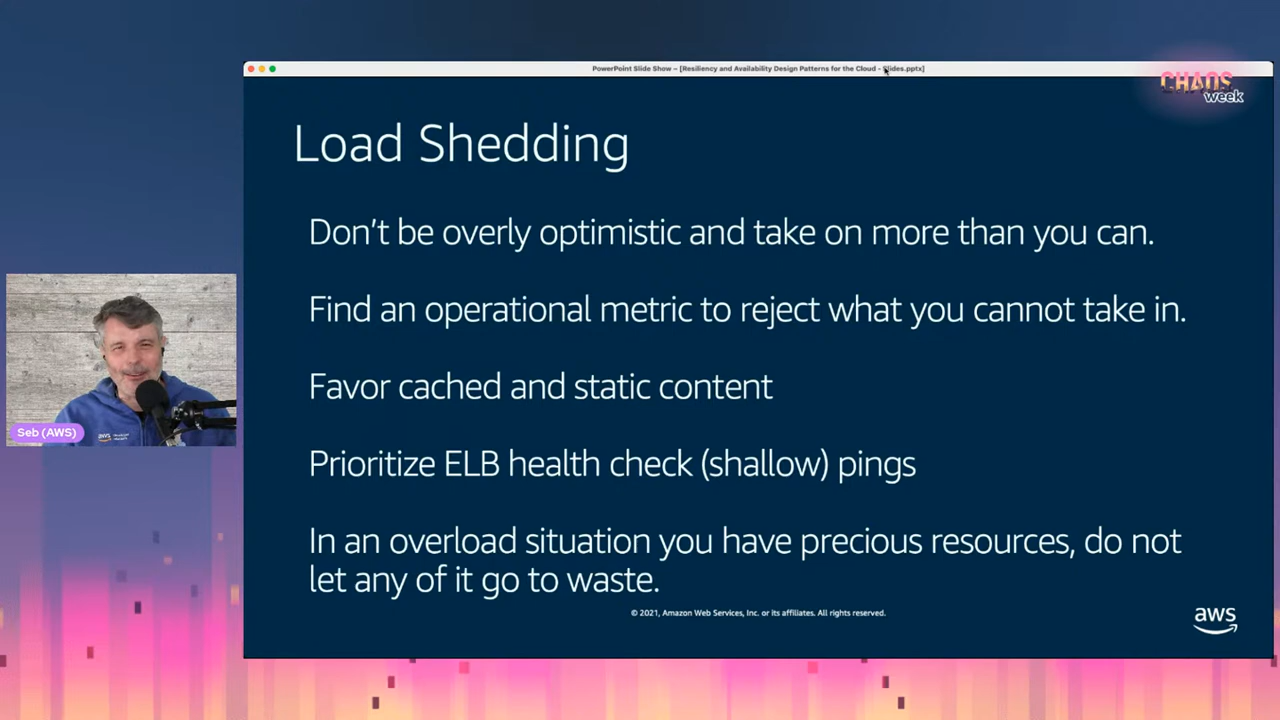 PowerPoint Slide Show – [Resiliency and Availability Design Patterns for the Cloud - Slides.pptx]
CHAOS
week
Load Shedding
Don’t be overly optimistic and take on more than you can.
Find an operational metric to reject what you cannot take in.
Favor cached and static content
Seb (AWS)
aws
Prioritize ELB health check (shallow) pings
In an overload situation you have precious resources, do not
let any of it go to waste.
© 2021, Amazon Web Services, Inc. or its affiliates. All rights reserved.
aws